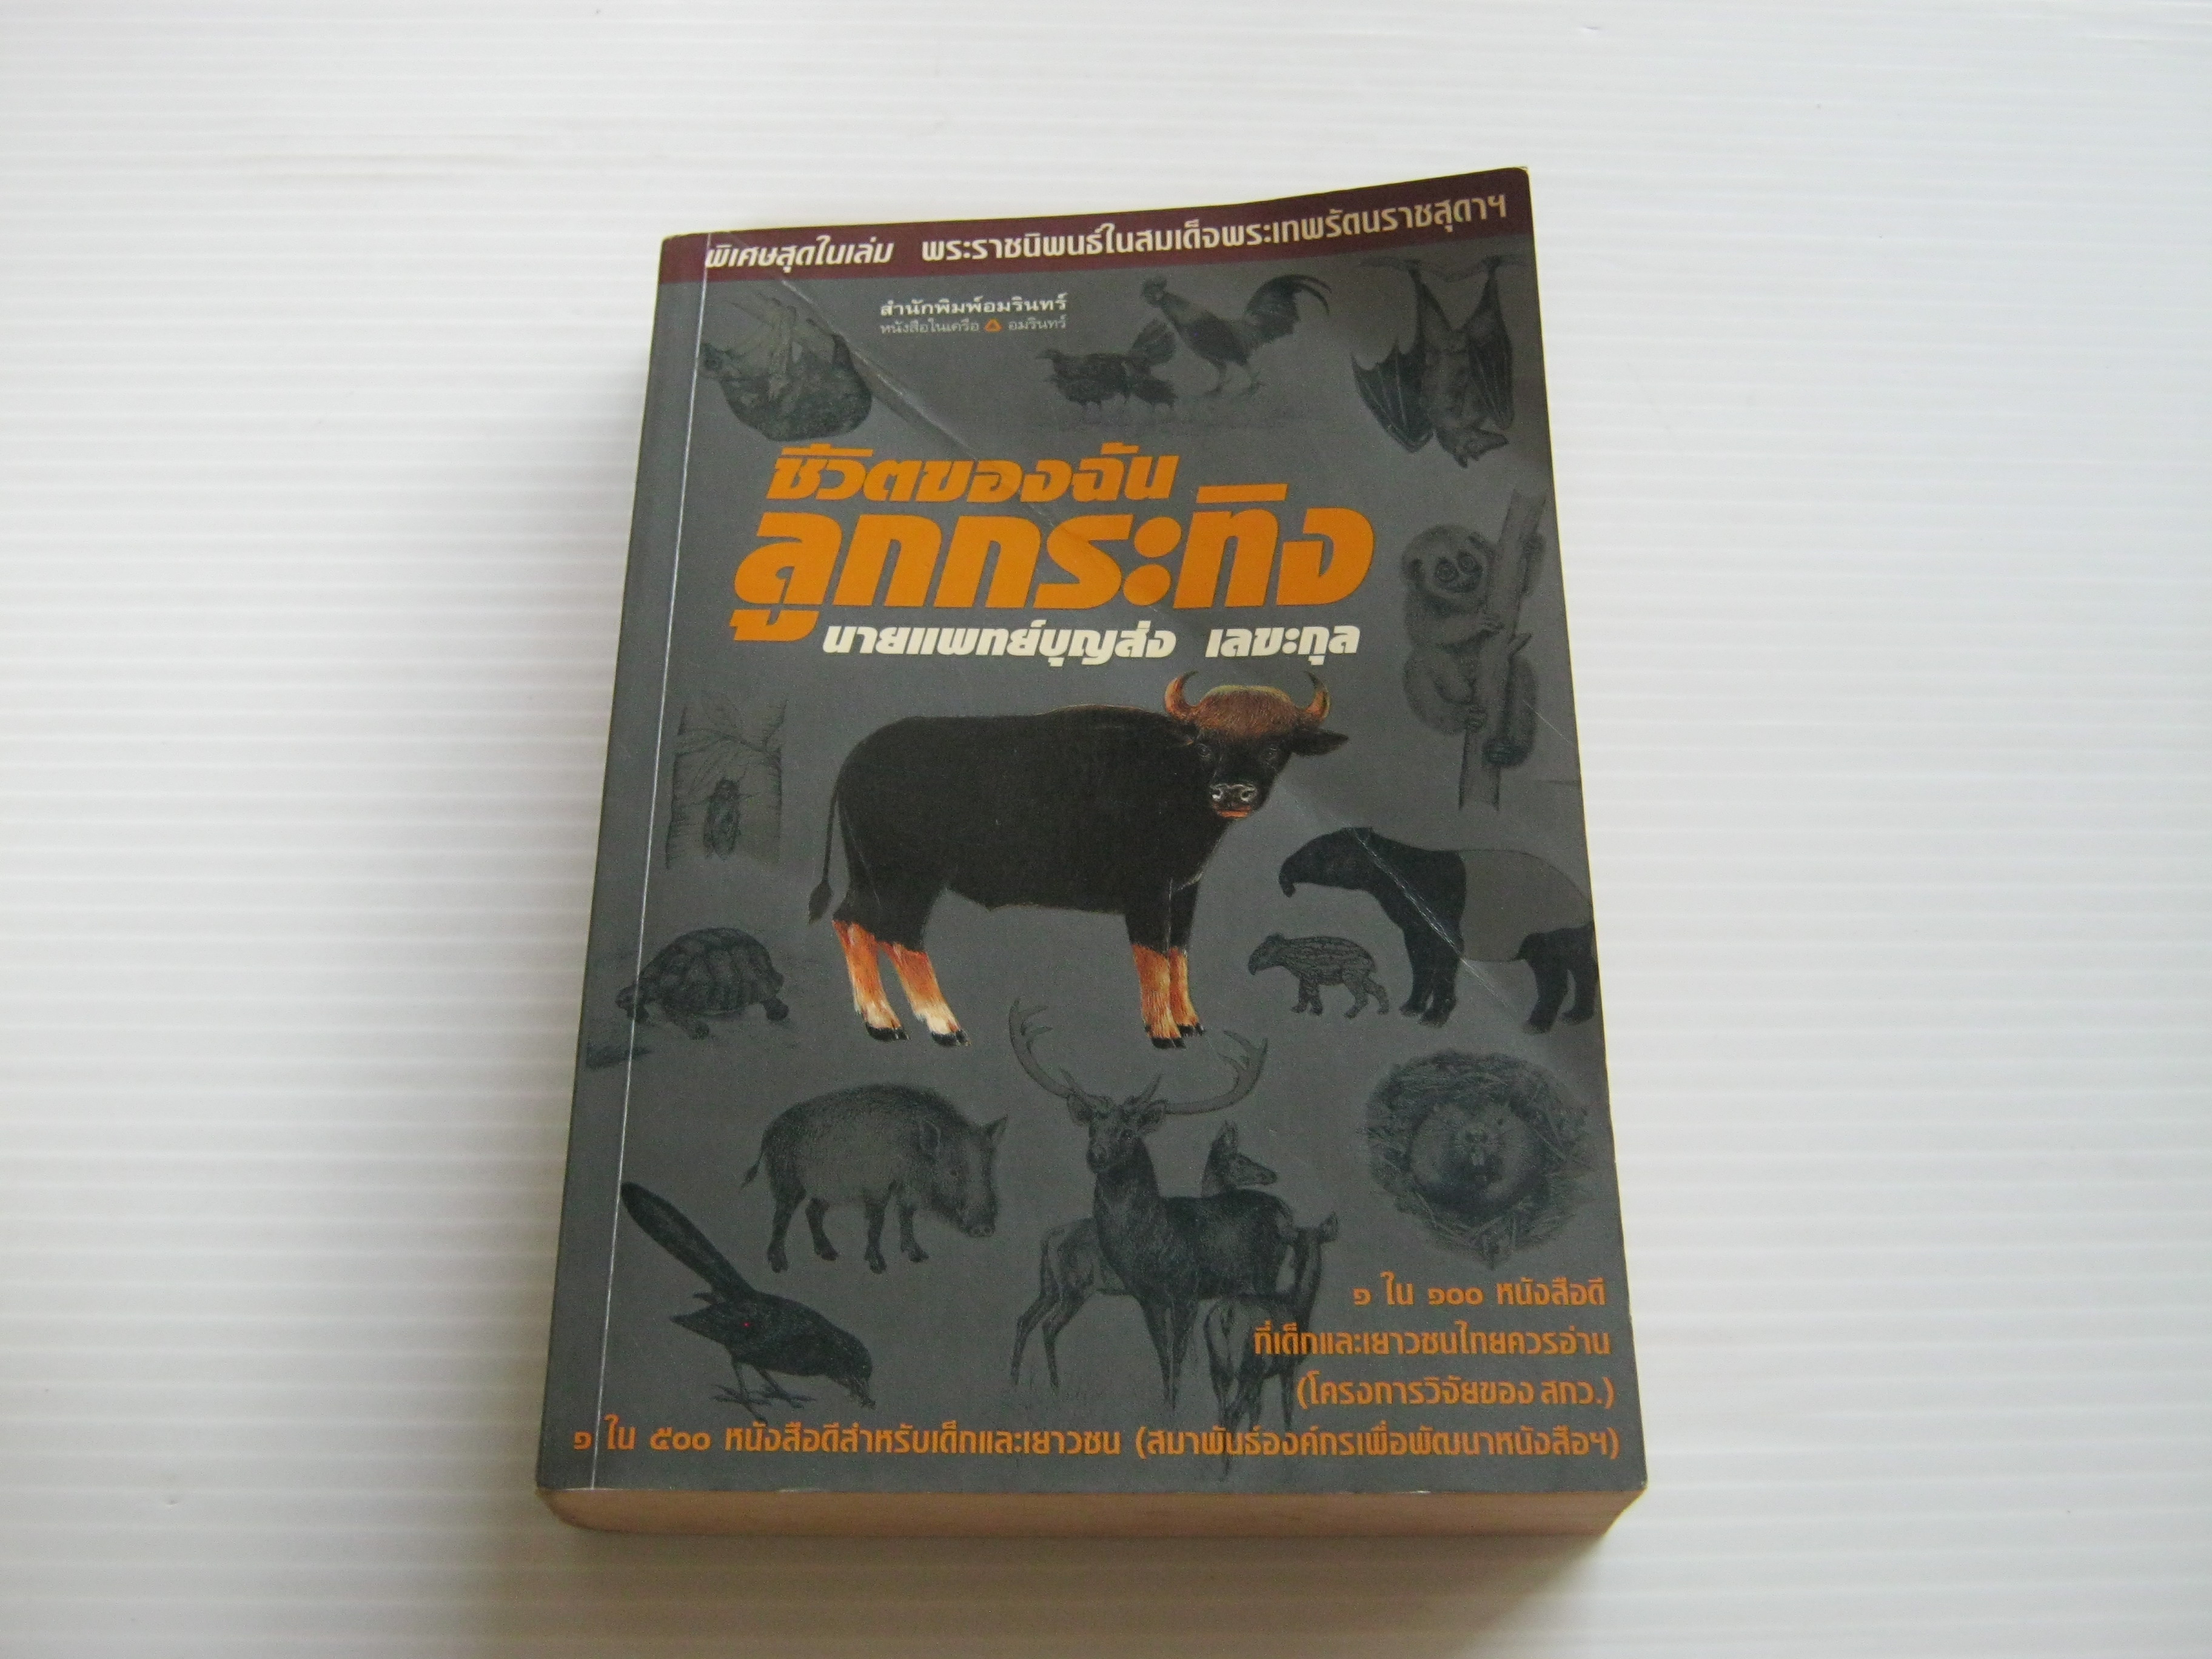 พิเศษสุดในเล่ม พระราชนิพนธ์ในสมเด็จพระเทพรัตนราชสุดาฯ
สำนักพิมพ์อมรินทร์
หนังสือในเครือ อมรินทร์
ชีวิตของฉัน
ลูกกระทิง
นายแพทย์บุญส่ง เลขะกุล
๑ ใน ๑๐๐ หนังสือดี
ที่เด็กและเยาวชนไทยควรอ่าน
(โครงการวิจัยของ สกว.)
๑ ใน ๕๐๐ หนังสือดีสำหรับเด็กและเยาวชน (สมาพันธ์องค์กรเพื่อพัฒนาหนังสือฯ)